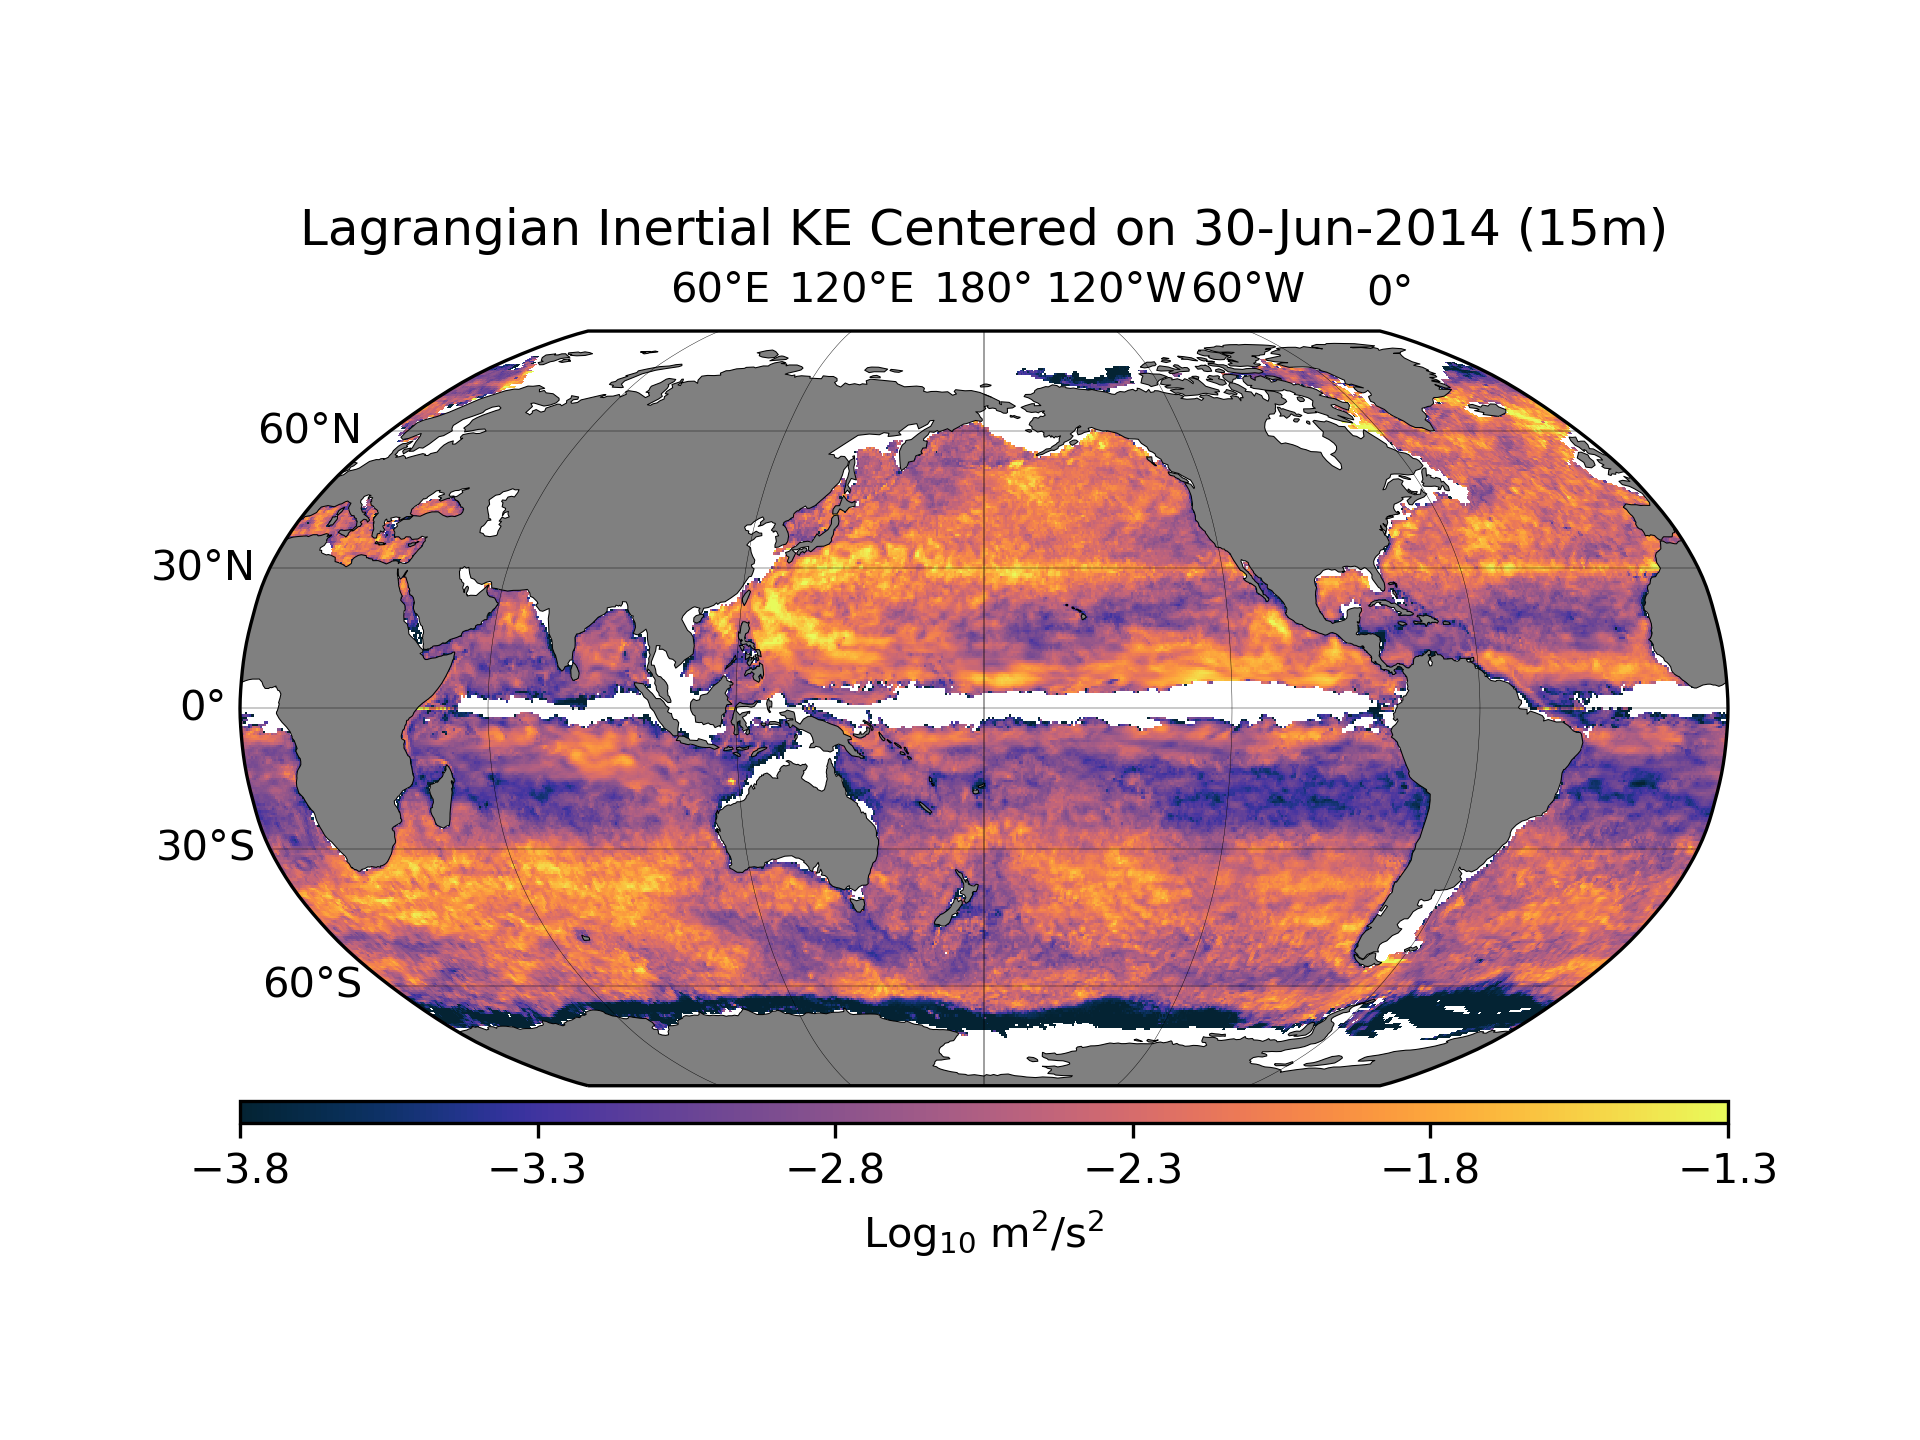 Lagrangian Inertial KE Centered on 30-Jun-2014 (15m)
60°E 120°E 180° 120°W 60°W 0°
60°N
30°N
0°
30°S
60°S
−3.8 −3.3 −2.8 −2.3 −1.8 −1.3
Log₁₀ m²/s²